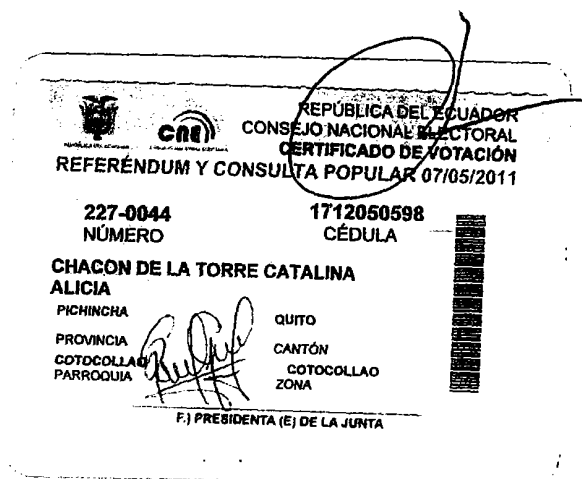 REPÚBLICA DEL ECUADOR
CNE CONSEJO NACIONAL ELECTORAL
CERTIFICADO DE VOTACIÓN
REFERÉNDUM Y CONSULTA POPULAR 07/05/2011
227-0044 1712050598
NÚMERO CÉDULA
CHACON DE LA TORRE CATALINA
ALICIA
PICHINCHA QUITO
PROVINCIA CANTÓN
COTOCOLLAO COTOCOLLAO
PARROQUIA ZONA
F.) PRESIDENTA (E) DE LA JUNTA